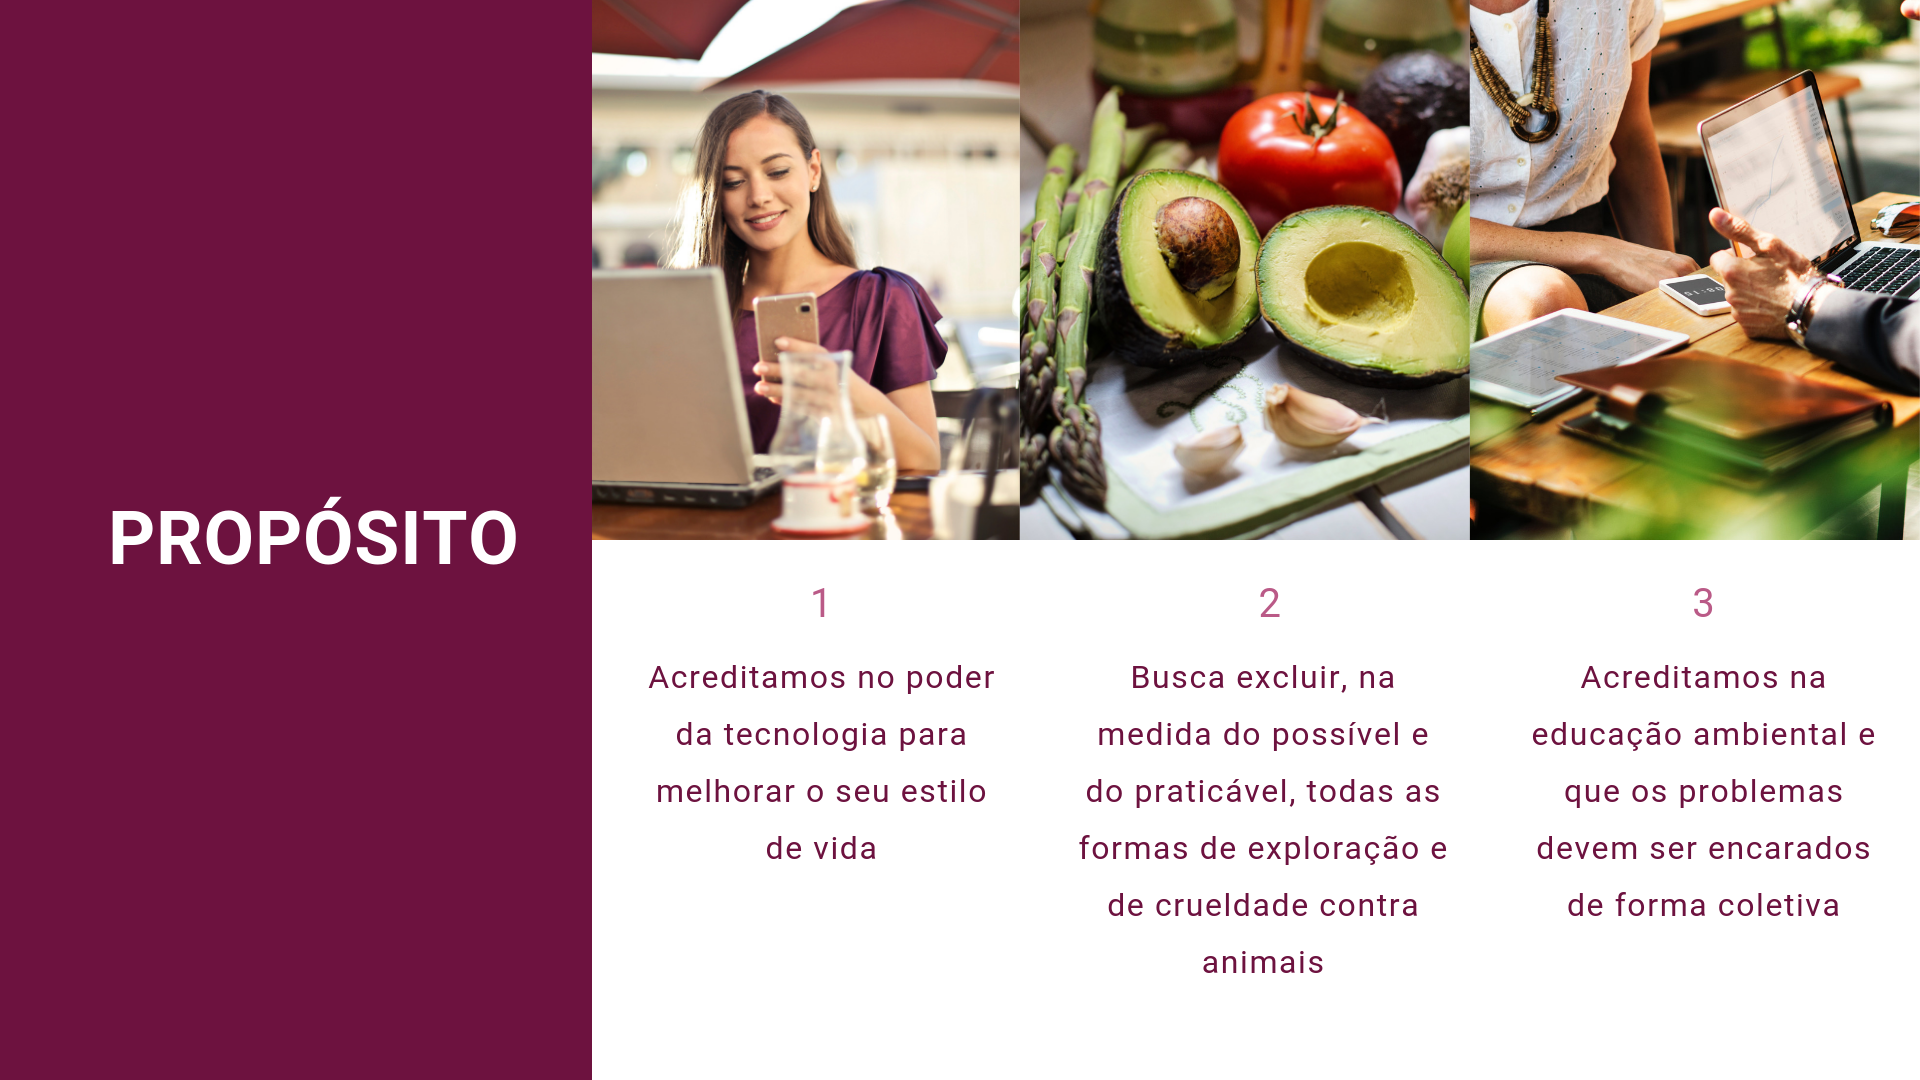 PROPÓSITO
1
Acreditamos no poder
da tecnologia para
melhorar o seu estilo
de vida
2
Busca excluir, na
medida do possível e
do praticável, todas as
formas de exploração e
de crueldade contra
animais
3
Acreditamos na
educação ambiental e
que os problemas
devem ser encarados
de forma coletiva